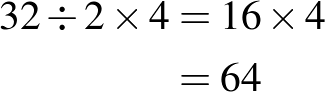 32 ÷ 2 × 4 = 16 × 4
= 64